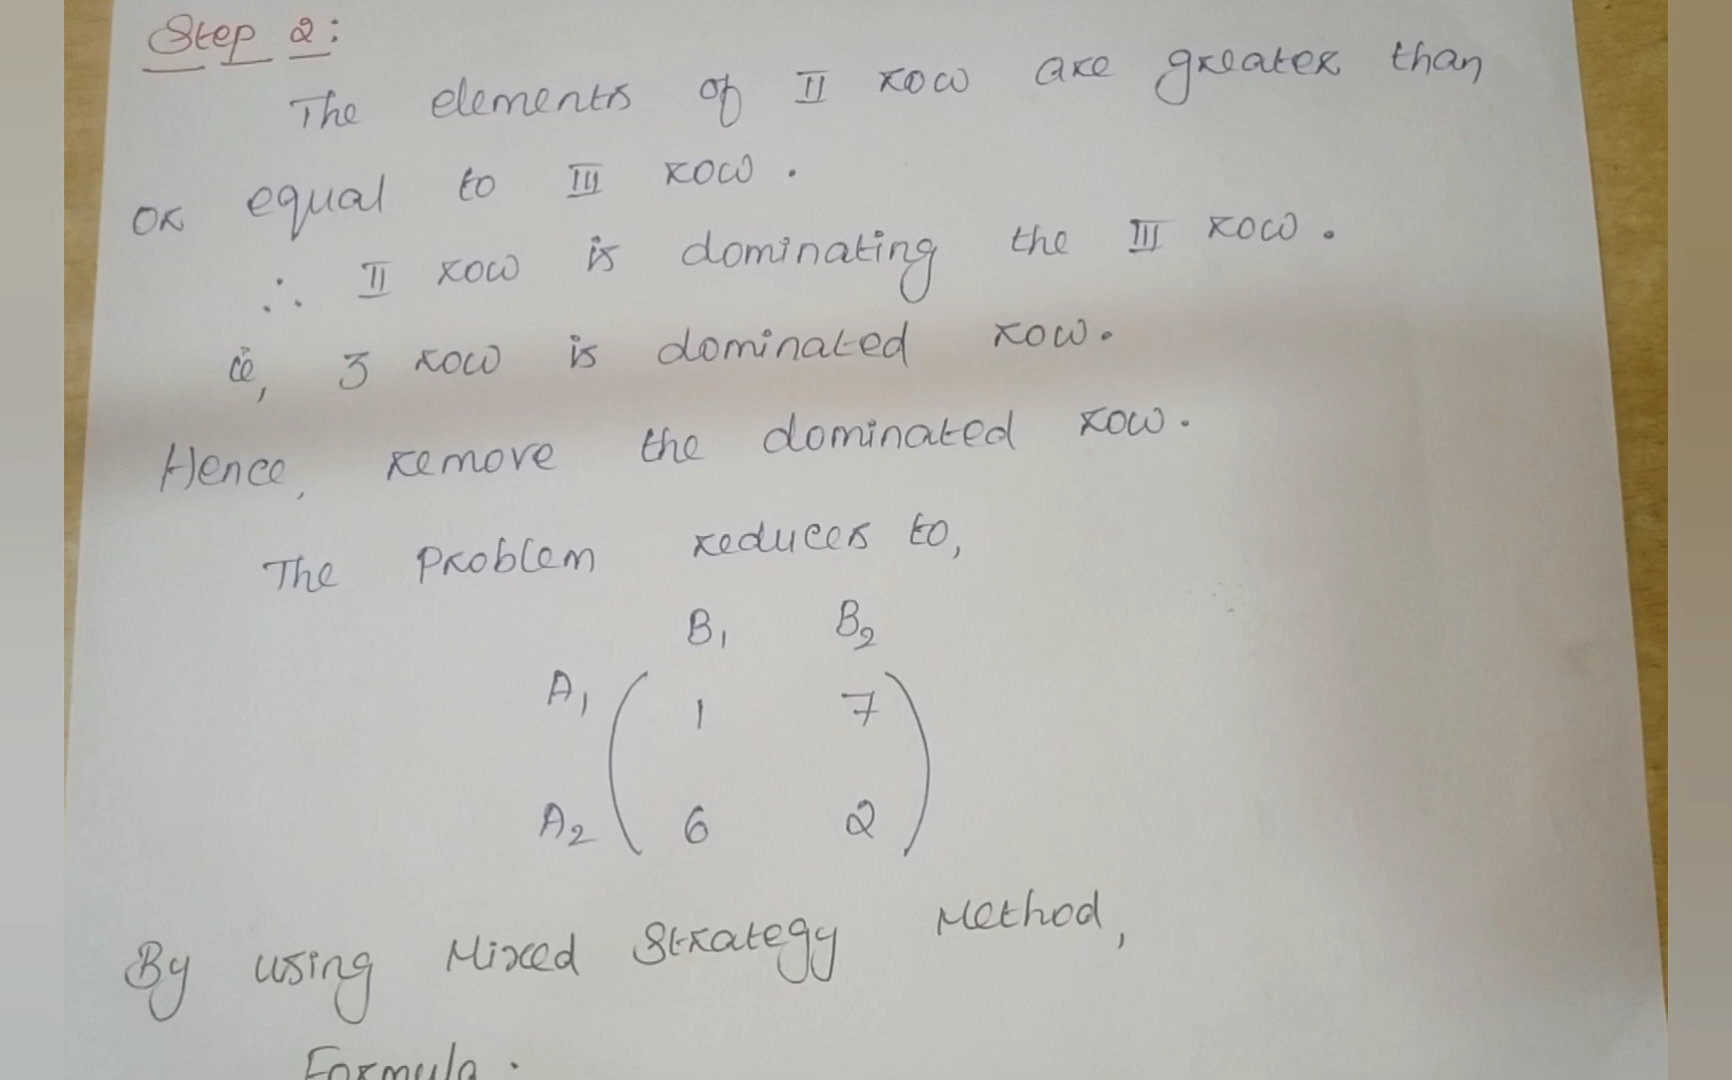 Step 2:
The elements of II row are greater than
or equal to III row.
∴ II row is dominating the III row.
ie, 3 row is dominated row.
Hence, remove the dominated row.
The problem reduces to,
B₁ B₂
A₁ ( 1 7
A₂ 6 2 )
By using Mixed Strategy Method,
Formula.